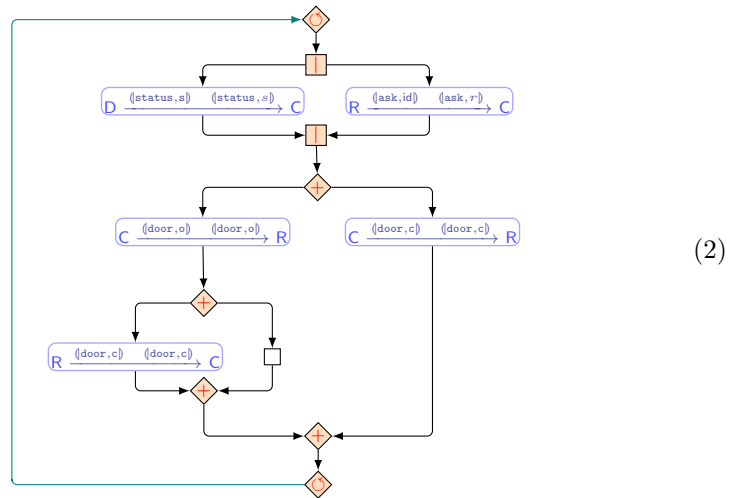 |
D ⦅status,s⦆ ⦅status,s⦆ C R ⦅ask,id⦆ ⦅ask,r⦆ C
|
+
C ⦅door,o⦆ ⦅door,o⦆ R C ⦅door,c⦆ ⦅door,c⦆ R
(2)
+
R ⦅door,c⦆ ⦅door,c⦆ C
+
+